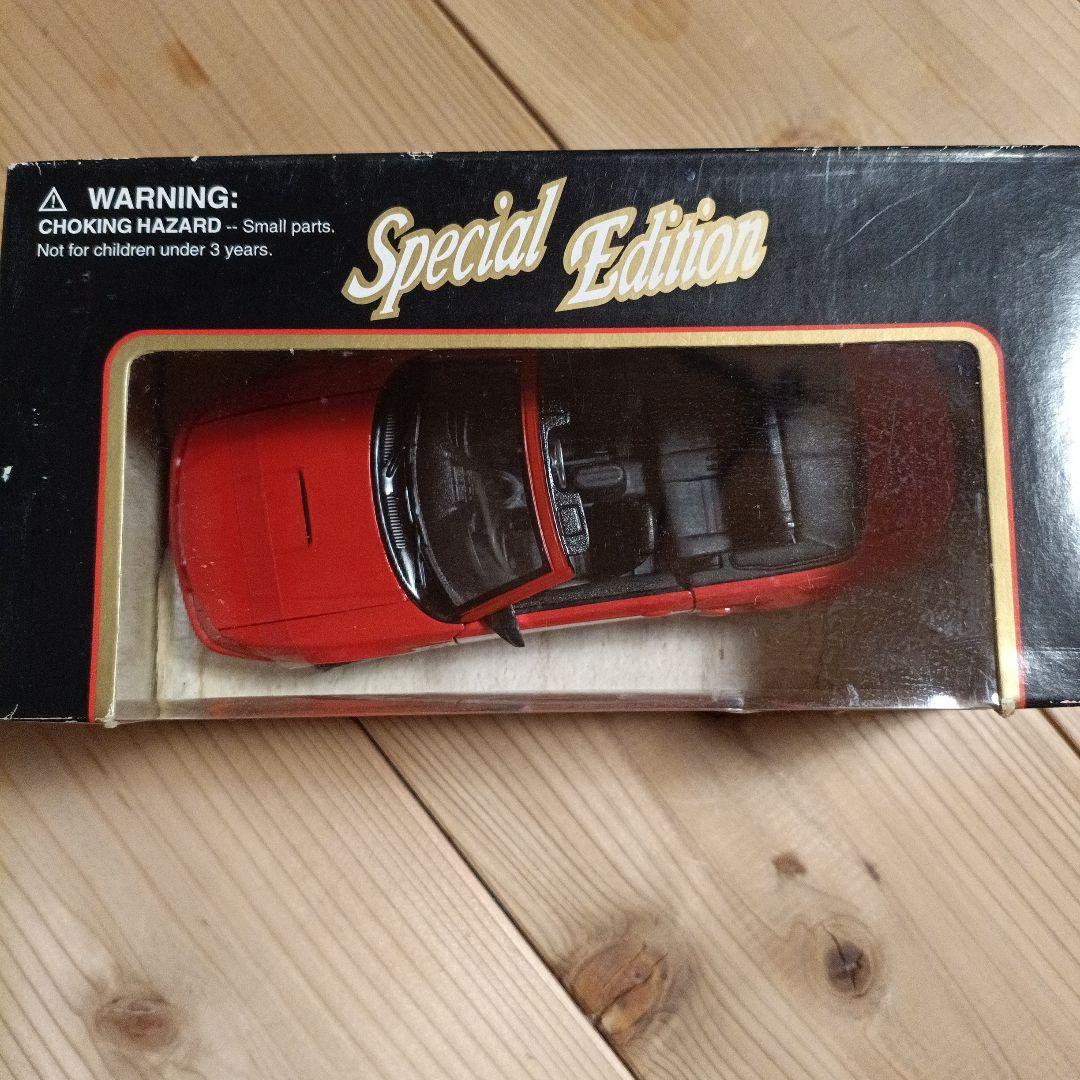 WARNING:
CHOKING HAZARD -- Small parts.
Not for children under 3 years.
Special Edition